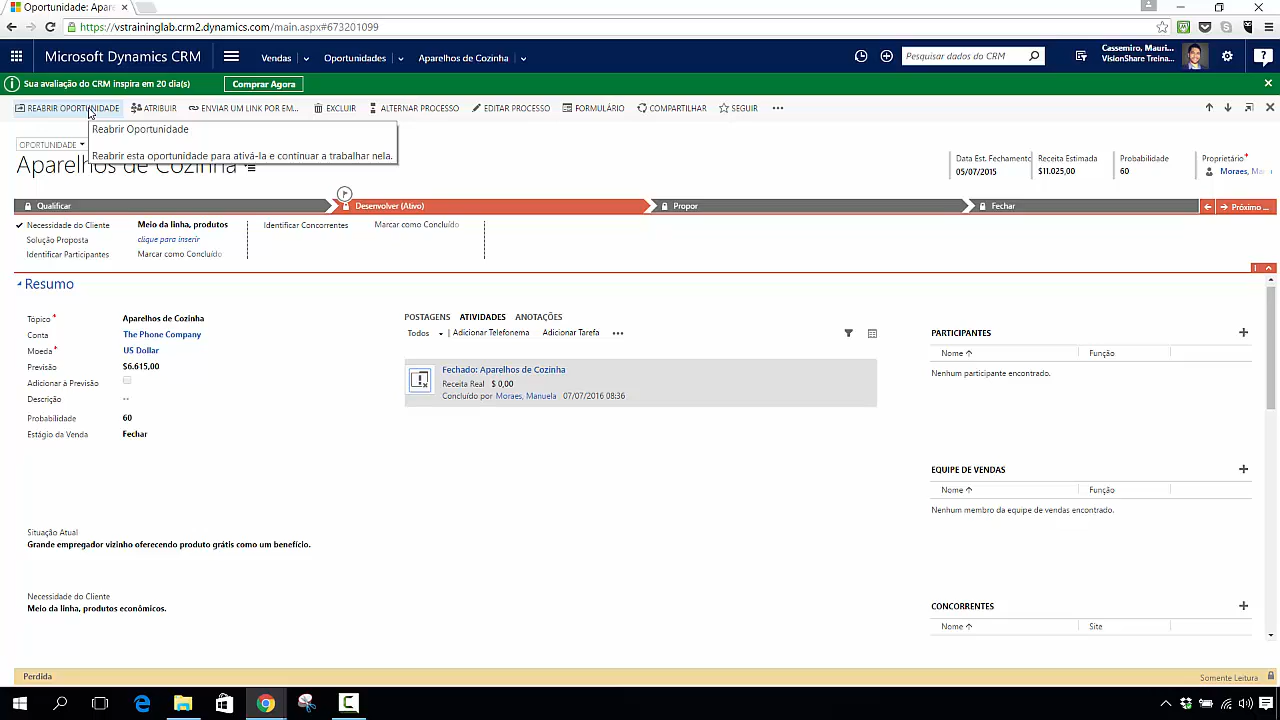 Oportunidade: Apar
https://vstraininglab.crm2.dynamics.com/main.aspx#673201099
Microsoft Dynamics CRM
Vendas
Oportunidades
Aparelhos de Cozinha
Pesquisar dados do CRM
Cassemiro, Mauri...
VisionShare Treina...
Sua avaliação do CRM inspira em 20 dia(s)
Comprar Agora
REABRIR OPORTUNIDADE
ATRIBUIR
ENVIAR UM LINK POR EM...
EXCLUIR
ALTERNAR PROCESSO
EDITAR PROCESSO
FORMULÁRIO
COMPARTILHAR
SEGUIR
Reabrir Oportunidade
Reabrir esta oportunidade para ativá-la e continuar a trabalhar nela.
OPORTUNIDADE
Aparelhos de Cozinha
Data Est. Fechamento
05/07/2015
Receita Estimada
$11.025,00
Probabilidade
60
Proprietário*
Moraes, Ma
Qualificar
Desenvolver (Ativo)
Propor
Fechar
Próximo ...
Necessidade do Cliente Meio da linha, produtos
Solução Proposta clique para inserir
Identificar Participantes Marcar como Concluído
Identificar Concorrentes Marcar como Concluído
Resumo
Tópico * Aparelhos de Cozinha
Conta The Phone Company
Moeda * US Dollar
Previsão $6.615,00
Adicionar à Previsão
Descrição --
Probabilidade 60
Estágio da Venda Fechar
Situação Atual
Grande empregador vizinho oferecendo produto grátis como um benefício.
Necessidade do Cliente
Meio da linha, produtos econômicos.
POSTAGENS ATIVIDADES ANOTAÇÕES
Todos | Adicionar Telefonema Adicionar Tarefa
Fechado: Aparelhos de Cozinha
Receita Real $ 0,00
Concluído por Moraes, Manuela 07/07/2016 08:36
PARTICIPANTES
Nome Função
Nenhum participante encontrado.
EQUIPE DE VENDAS
Nome Função
Nenhum membro da equipe de vendas encontrado.
CONCORRENTES
Nome Site
Perdida
Somente Leitura